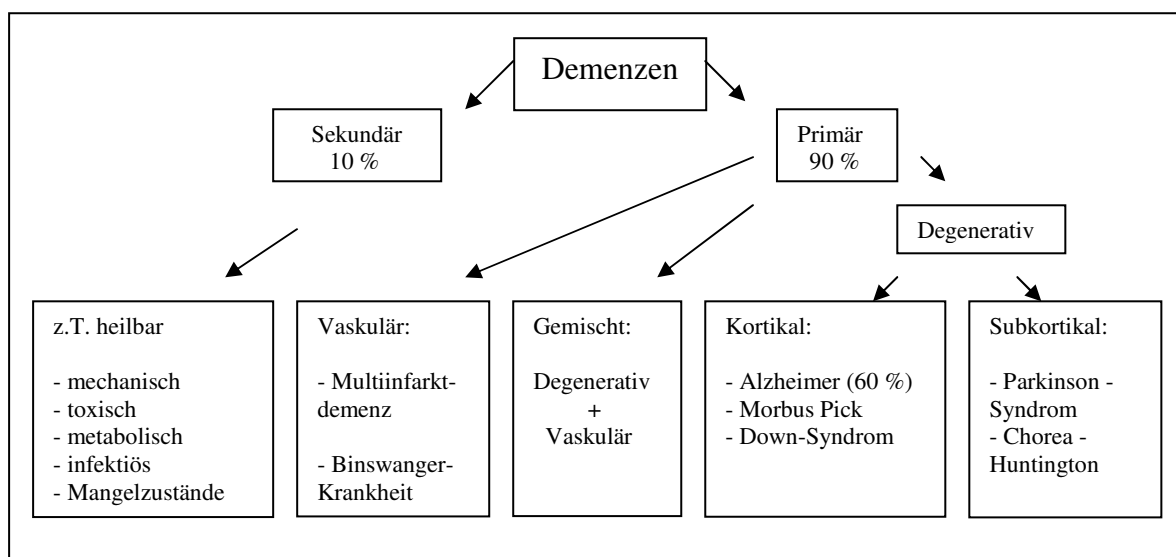 Demenzen
Sekundär
10 %
Primär
90 %
Degenerativ
z.T. heilbar
- mechanisch
- toxisch
- metabolisch
- infektiös
- Mangelzustände
Vaskulär:
- Multiinfarkt-
demenz
- Binswanger-
Krankheit
Gemischt:
Degenerativ
+
Vaskulär
Kortikal:
- Alzheimer (60 %)
- Morbus Pick
- Down-Syndrom
Subkortikal:
- Parkinson -
Syndrom
- Chorea -
Huntington